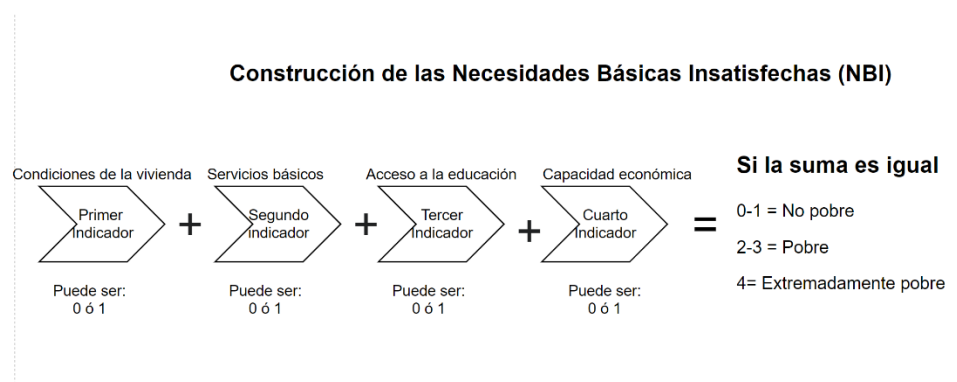 Construcción de las Necesidades Básicas Insatisfechas (NBI)
Condiciones de la vivienda
Servicios básicos
Acceso a la educación
Capacidad económica
Primer
Indicador
+
Segundo
Indicador
+
Tercer
Indicador
+
Cuarto
Indicador
=
Puede ser:
0 ó 1
Puede ser:
0 ó 1
Puede ser:
0 ó 1
Puede ser:
0 ó 1
Si la suma es igual
0-1 = No pobre
2-3 = Pobre
4= Extremadamente pobre